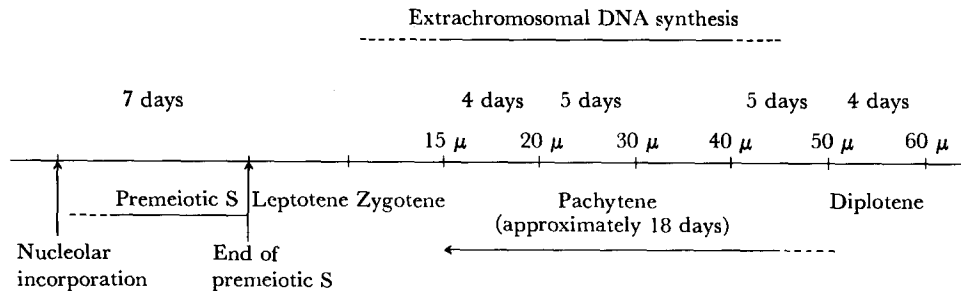 Extrachromosomal DNA synthesis
7 days 4 days 5 days 5 days 4 days
15 μ 20 μ 30 μ 40 μ 50 μ 60 μ
Premeiotic S Leptotene Zygotene Pachytene Diplotene
(approximately 18 days)
Nucleolar
incorporation
End of
premeiotic S